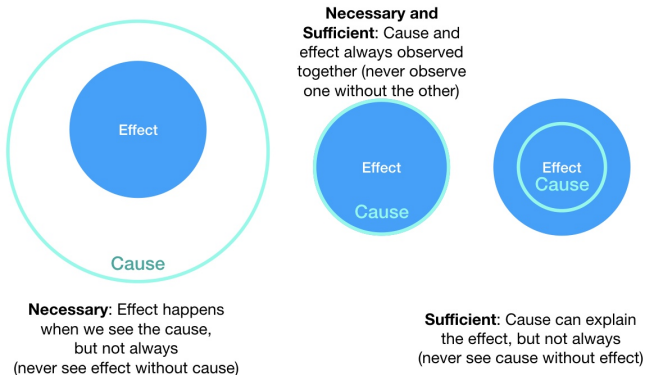 Necessary and
Sufficient: Cause and
effect always observed
together (never observe
one without the other)
Effect
Cause
Effect
Cause
Effect
Cause
Necessary: Effect happens
when we see the cause,
but not always
(never see effect without cause)
Sufficient: Cause can explain
the effect, but not always
(never see cause without effect)